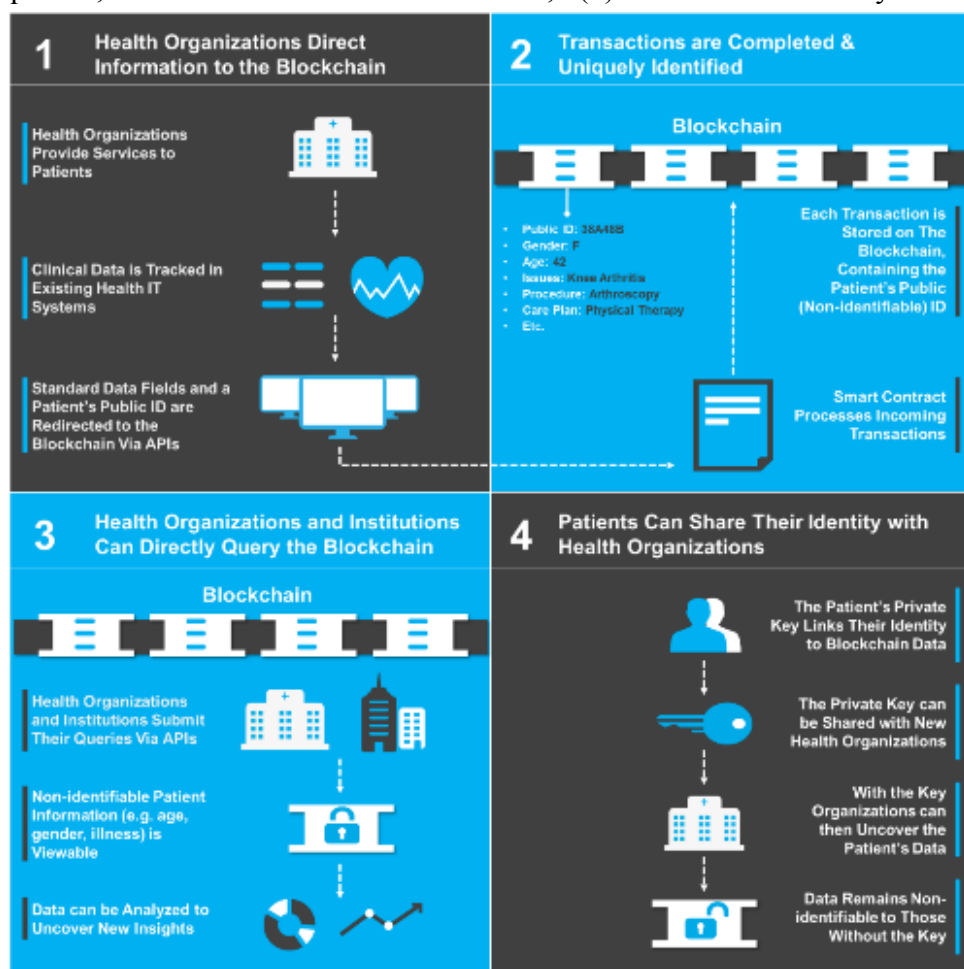 1
Health Organizations Direct
Information to the Blockchain
Health Organizations
Provide Services to
Patients
Clinical Data is Tracked in
Existing Health IT
Systems
Standard Data Fields and a
Patient's Public ID are
Redirected to the
Blockchain Via APIs
2
Transactions are Completed &
Uniquely Identified
Blockchain
• Public ID: 38A48B
• Gender: F
• Age: 42
• Issues: Knee Arthritis
• Procedure: Arthroscopy
• Care Plan: Physical Therapy
• Etc.
Each Transaction is
Stored on The
Blockchain,
Containing the
Patient's Public
(Non-identifiable) ID
Smart Contract
Processes Incoming
Transactions
3
Health Organizations and Institutions
Can Directly Query the Blockchain
Blockchain
Health Organizations
and Institutions Submit
Their Queries Via APIs
Non-identifiable Patient
Information (e.g. age,
gender, illness) is
Viewable
Data can be Analyzed to
Uncover New Insights
4
Patients Can Share Their Identity with
Health Organizations
The Patient's Private
Key Links Their Identity
to Blockchain Data
The Private Key can
be Shared with New
Health Organizations
With the Key
Organizations can
then Uncover the
Patient's Data
Data Remains Non-
identifiable to Those
Without the Key